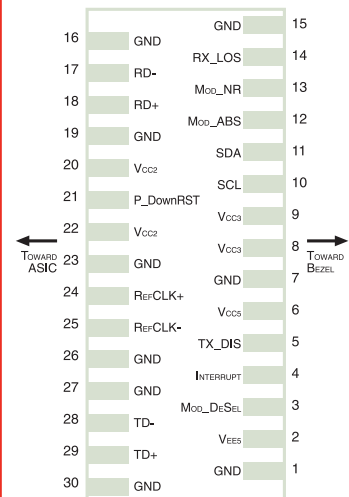 GND 15
16 GND
RX_LOS 14
17 RD-
MOD_NR 13
18 RD+
MOD_ABS 12
19 GND
SDA 11
20 VCC2
SCL 10
21 P_DownRST
VCC3 9
22 VCC2
VCC3 8
TOWARD ASIC
TOWARD BEZEL
23 GND
GND 7
24 REFCLK+
VCC5 6
25 REFCLK-
TX_DIS 5
26 GND
INTERRUPT 4
27 GND
MOD_DESEL 3
28 TD-
VEE5 2
29 TD+
GND 1
30 GND